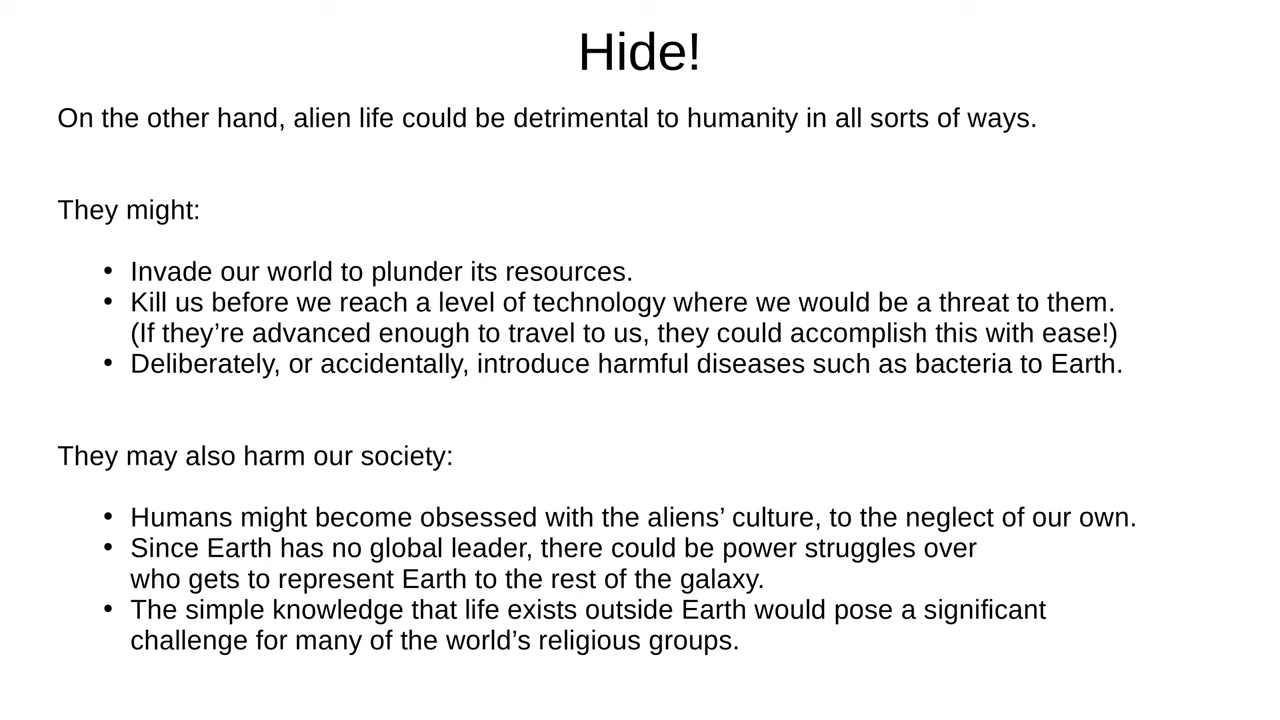 Hide!
On the other hand, alien life could be detrimental to humanity in all sorts of ways.
They might:
• Invade our world to plunder its resources.
• Kill us before we reach a level of technology where we would be a threat to them.
(If they’re advanced enough to travel to us, they could accomplish this with ease!)
• Deliberately, or accidentally, introduce harmful diseases such as bacteria to Earth.
They may also harm our society:
• Humans might become obsessed with the aliens’ culture, to the neglect of our own.
• Since Earth has no global leader, there could be power struggles over
who gets to represent Earth to the rest of the galaxy.
• The simple knowledge that life exists outside Earth would pose a significant
challenge for many of the world’s religious groups.